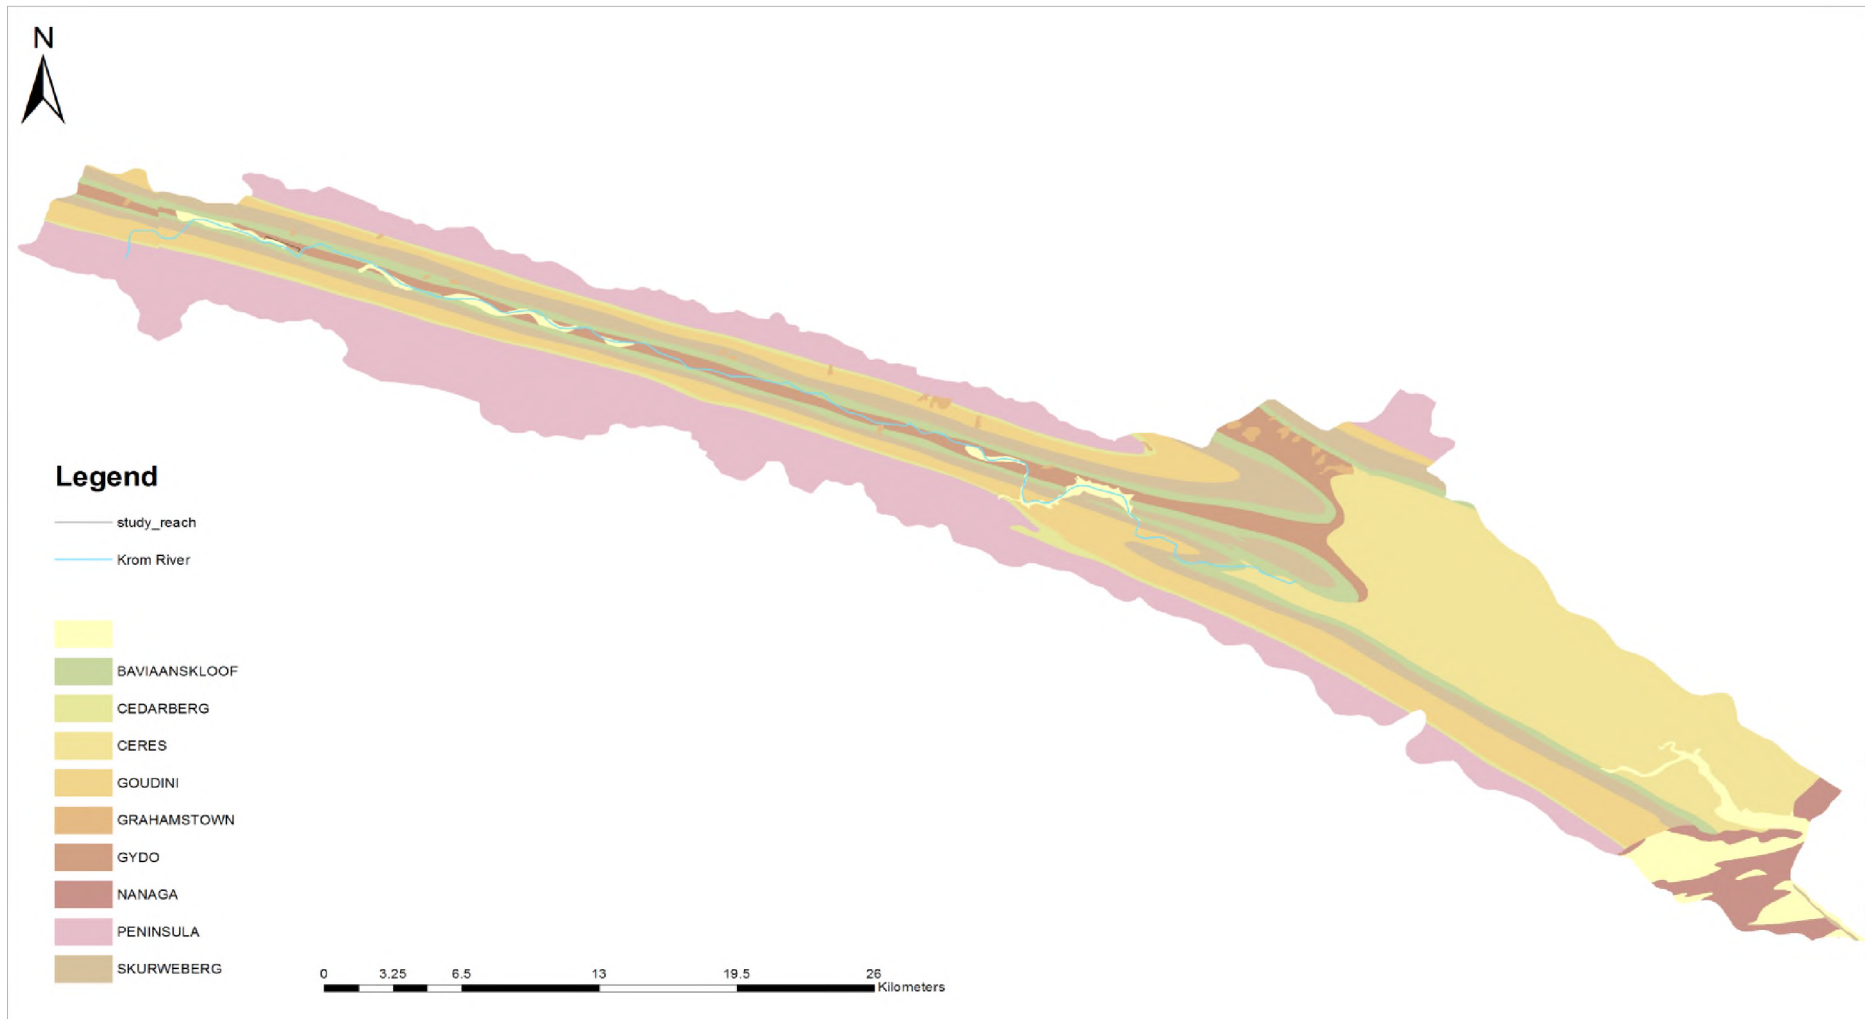 N
Legend
study_reach
Krom River
BAVIAANSKLOOF
CEDARBERG
CERES
GOUDINI
GRAHAMSTOWN
GYDO
NANAGA
PENINSULA
SKURWEBERG
0 3.25 6.5 13 19.5 26
Kilometers